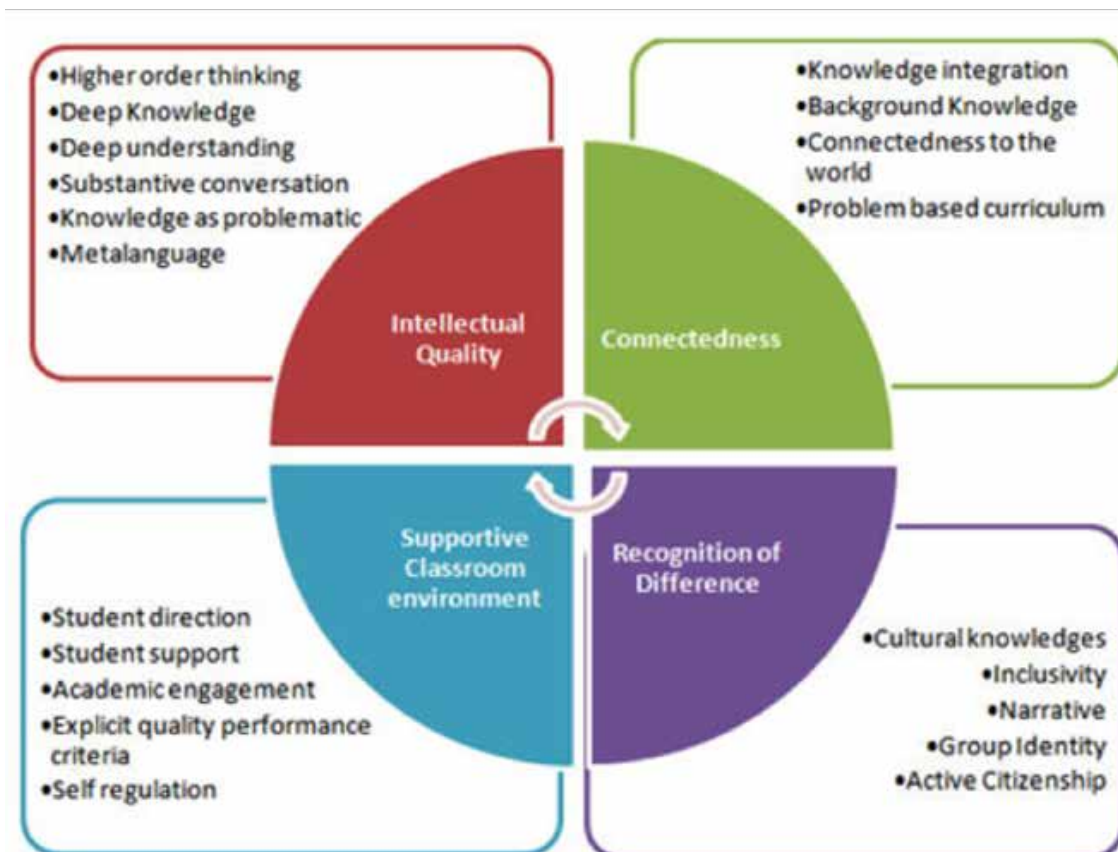 •Higher order thinking
•Deep Knowledge
•Deep understanding
•Substantive conversation
•Knowledge as problematic
•Metalanguage
Intellectual
Quality
•Knowledge integration
•Background Knowledge
•Connectedness to the
world
•Problem based curriculum
Connectedness
Supportive
Classroom
environment
•Student direction
•Student support
•Academic engagement
•Explicit quality performance
criteria
•Self regulation
Recognition of
Difference
•Cultural knowledges
•Inclusivity
•Narrative
•Group Identity
•Active Citizenship